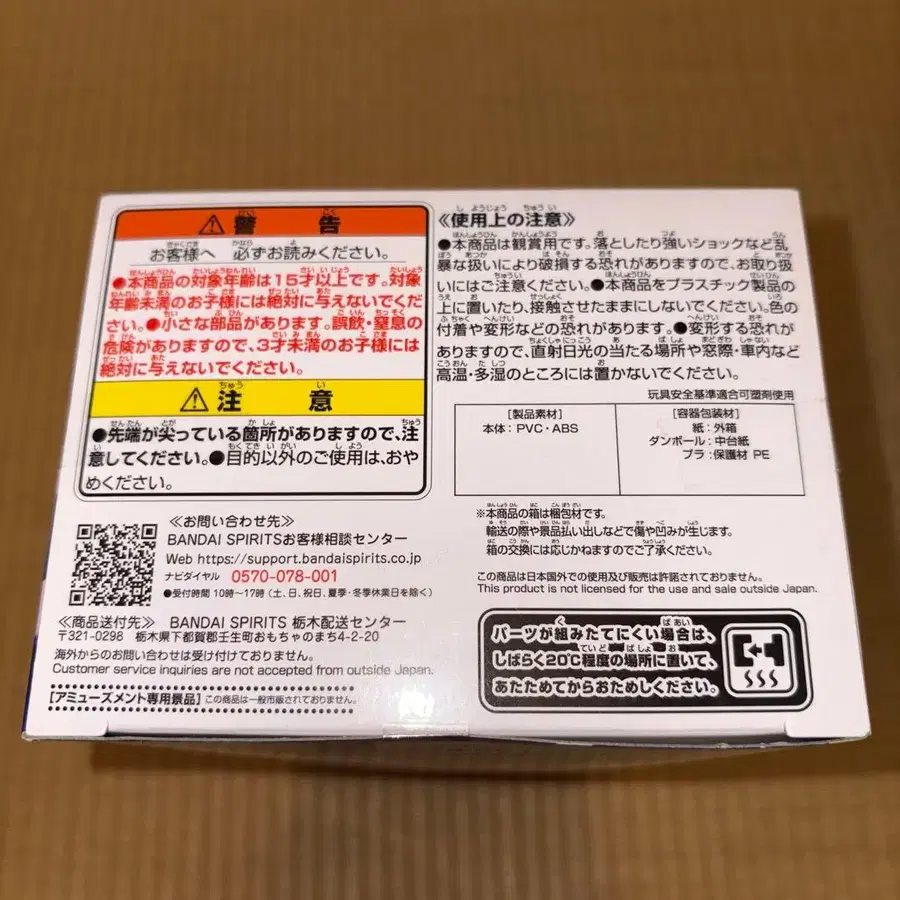 ⚠警告
お客様へ 必ずお読みください。
●本商品の対象年齢は15才以上です。対象
年齢未満のお子様には絶対に与えないでくだ
さい。●小さな部品があります。誤飲・窒息の
危険がありますので、3才未満のお子様には
絶対に与えないでください。
⚠注意
●先端が尖っている箇所がありますので、注
意してください。●目的以外のご使用は、おや
めください。
≪お問い合わせ先≫
BANDAI SPIRITSお客様相談センター
Web https://support.bandaispirits.co.jp
ナビダイヤル 0570-078-001
●受付時間 10時〜17時(土、日、祝日、夏季・冬季休業日を除く)
≪商品送付先≫ BANDAI SPIRITS 栃木配送センター
〒321-0298 栃木県下都賀郡壬生町おもちゃのまち4-2-20
海外からのお問い合わせは受け付けておりません。
Customer service inquiries are not accepted from outside Japan.
[アミューズメント専用景品] この商品は一般市販されておりません。
≪使用上の注意≫
●本商品は観賞用です。落としたり強いショックなど乱
暴な扱いにより破損する恐れがありますので、お取り扱
いにはご注意ください。●本商品をプラスチック製品の
上に置いたり、接触させたままにしないでください。色の
付着や変形などの恐れがあります。●変形する恐れが
ありますので、直射日光の当たる場所や窓際・車内など
高温・多湿のところには置かないでください。
玩具安全基準適合可塑剤使用
[製品素材]
本体:PVC・ABS
[容器包装材]
紙:外箱
ダンボール:中台紙
プラ:保護材 PE
※本商品の箱は梱包材です。
輸送の際や景品払い出しなどで傷や凹みが生じます。
箱の交換には応じかねますのでご了承ください。
この商品は日本国外での使用及び販売は許諾されておりません。
This product is not licensed for the use and sale outside Japan.
パーツが組みたてにくい場合は、
しばらく20℃程度の場所に置いて、
あたためてからおためしください。